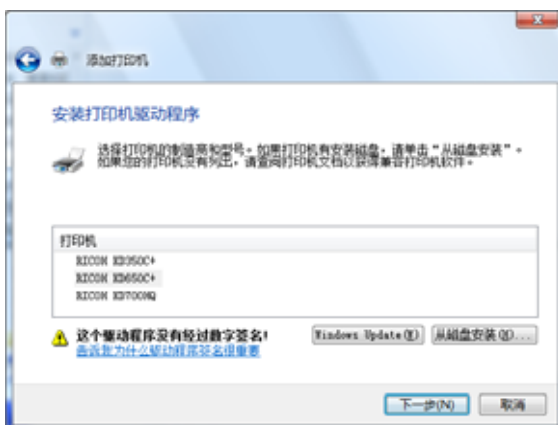 添加打印机
安装打印机驱动程序
选择打印机的制造商和型号。如果打印机有安装磁盘，请单击“从磁盘安装”。
如果您的打印机没有列出，请查阅打印机文档以获得兼容打印机软件。
打印机
RICOH KD350C+
RICOH KD650C+
RICOH KD700HQ
这个驱动程序没有经过数字签名!
告诉我为什么驱动程序签名很重要
Windows Update(W)
从磁盘安装(H)...
下一步(N)
取消